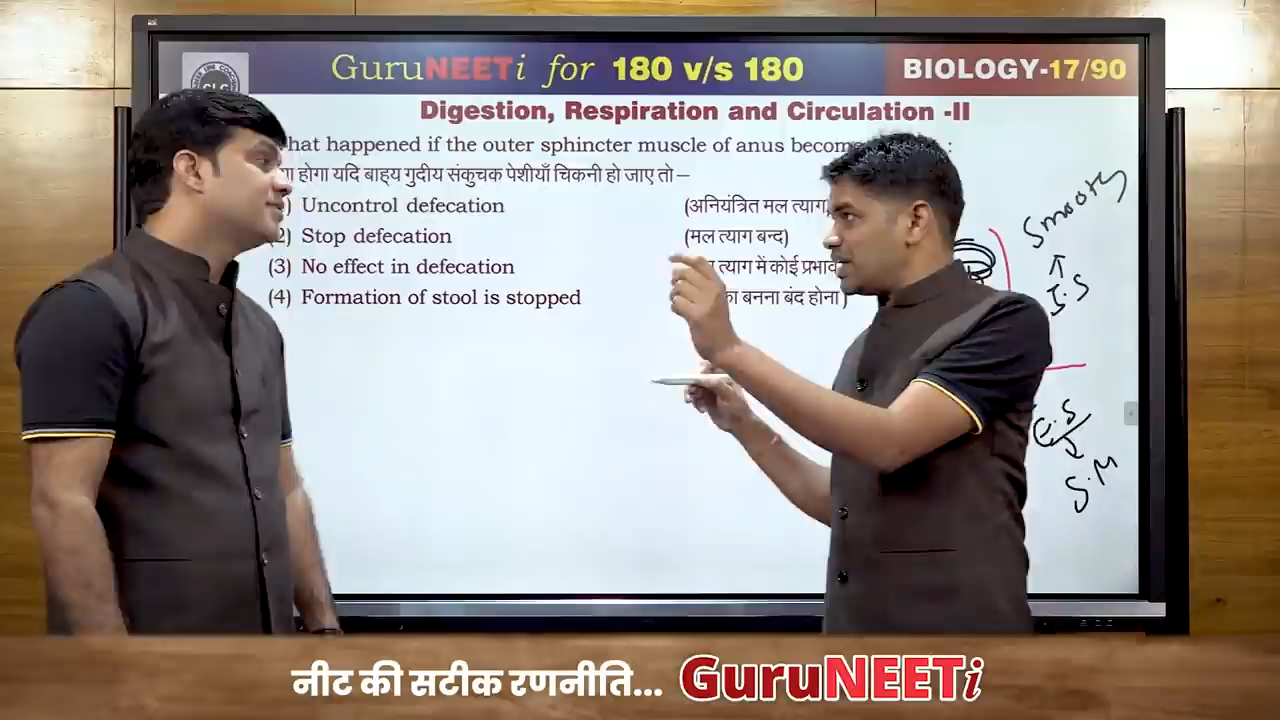 GuruNEETi for 180 v/s 180
BIOLOGY-17/90
Digestion, Respiration and Circulation -II
happened if the outer sphincter muscle of anus :
होगा यदि बाह्य गुदीय संकुचक पेशीयाँ चिकनी हो जाए तो–
Uncontrol defecation (अनियंत्रित मल त्याग
(2) Stop defecation (मल त्याग बन्द)
(3) No effect in defecation त्याग में कोई प्रभाव
(4) Formation of stool is stopped का बनना बंद होना)
Smooth
I.S
E.S
S.M
नीट की सटीक रणनीति... GuruNEETi